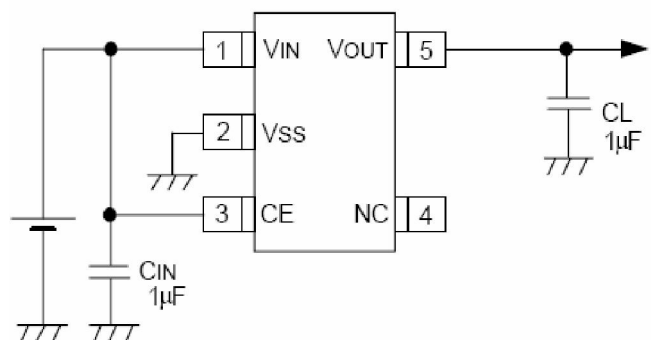 1 VIN VOUT 5
2 VSS
CL
1µF
3 CE NC 4
CIN
1µF